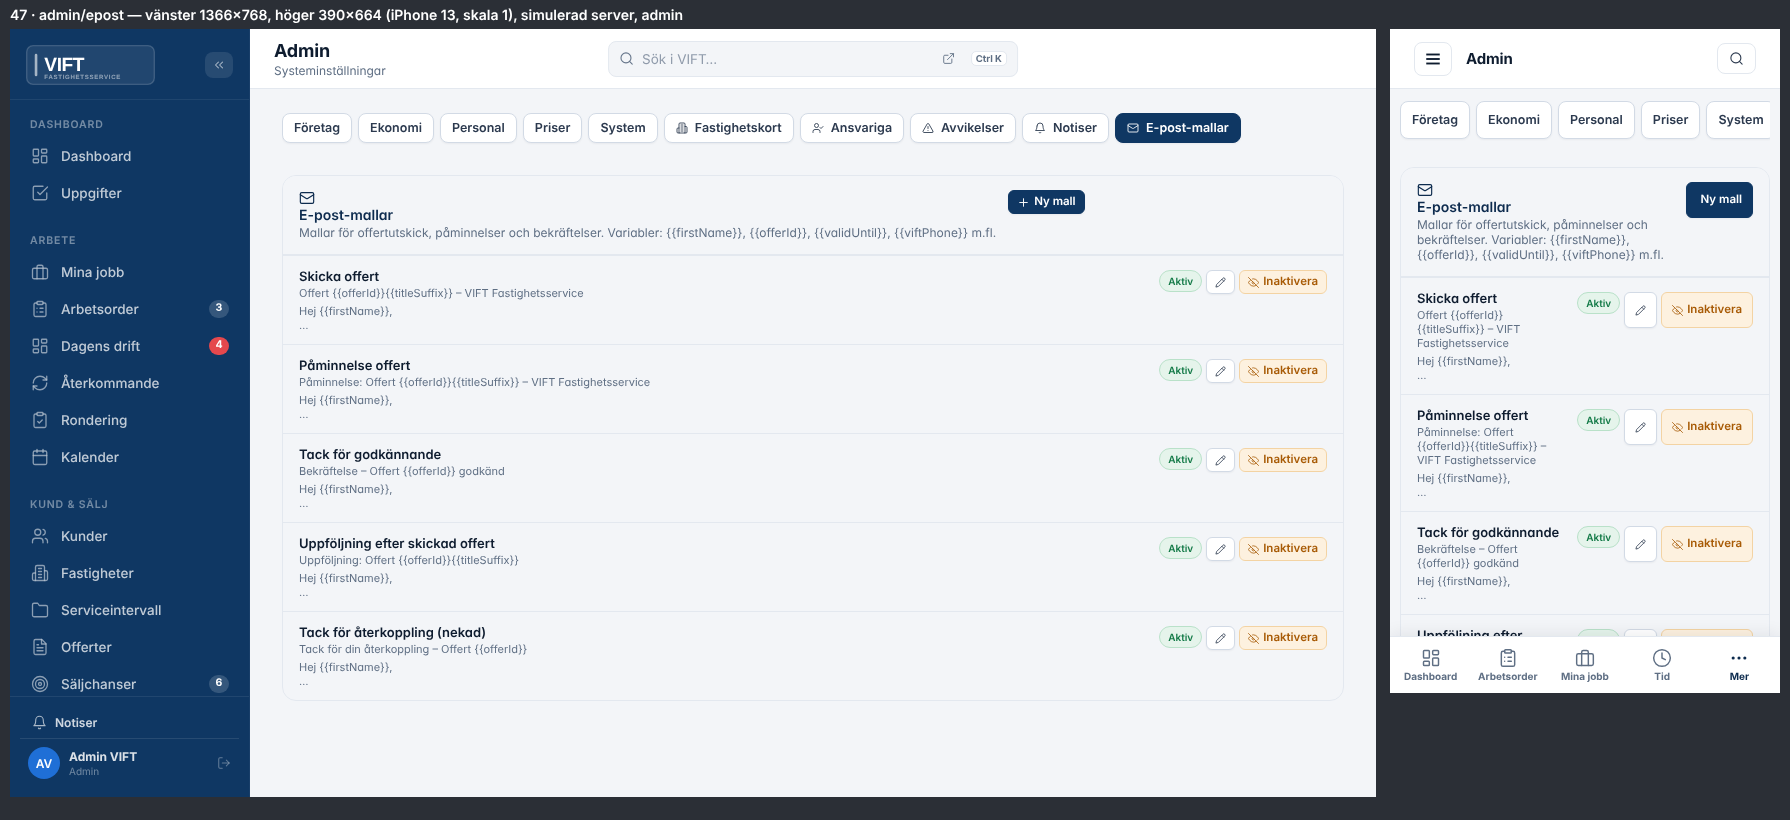 47 · admin/epost — vänster 1366×768, höger 390×664 (iPhone 13, skala 1), simulerad server, admin
VIFT
FASTIGHETSSERVICE
DASHBOARD
Dashboard
Uppgifter
ARBETE
Mina jobb
Arbetsorder 3
Dagens drift 4
Återkommande
Rondering
Kalender
KUND & SÄLJ
Kunder
Fastigheter
Serviceintervall
Offerter
Säljchanser 6
Notiser
AV
Admin VIFT
Admin
Admin
Systeminställningar
Sök i VIFT... Ctrl K
Företag Ekonomi Personal Priser System Fastighetskort Ansvariga Avvikelser Notiser E-post-mallar
E-post-mallar
Mallar för offertutskick, påminnelser och bekräftelser. Variabler: {{firstName}}, {{offerId}}, {{validUntil}}, {{viftPhone}} m.fl.
+ Ny mall
Skicka offert
Offert {{offerId}}{{titleSuffix}} – VIFT Fastighetsservice
Hej {{firstName}},
...
Aktiv Inaktivera
Påminnelse offert
Påminnelse: Offert {{offerId}}{{titleSuffix}} – VIFT Fastighetsservice
Hej {{firstName}},
...
Aktiv Inaktivera
Tack för godkännande
Bekräftelse – Offert {{offerId}} godkänd
Hej {{firstName}},
...
Aktiv Inaktivera
Uppföljning efter skickad offert
Uppföljning: Offert {{offerId}}{{titleSuffix}}
Hej {{firstName}},
...
Aktiv Inaktivera
Tack för återkoppling (nekad)
Tack för din återkoppling – Offert {{offerId}}
Hej {{firstName}},
...
Aktiv Inaktivera
Admin
Företag Ekonomi Personal Priser System
E-post-mallar
Mallar för offertutskick, påminnelser och
bekräftelser. Variabler: {{firstName}},
{{offerId}}, {{validUntil}}, {{viftPhone}} m.fl.
Ny mall
Skicka offert
Offert {{offerId}}
{{titleSuffix}} – VIFT
Fastighetsservice
Hej {{firstName}},
...
Aktiv Inaktivera
Påminnelse offert
Påminnelse: Offert
{{offerId}}{{titleSuffix}} –
VIFT Fastighetsservice
Hej {{firstName}},
...
Aktiv Inaktivera
Tack för godkännande
Bekräftelse – Offert
{{offerId}} godkänd
Hej {{firstName}},
...
Aktiv Inaktivera
Uppföljning efter
Dashboard Arbetsorder Mina jobb Tid Mer